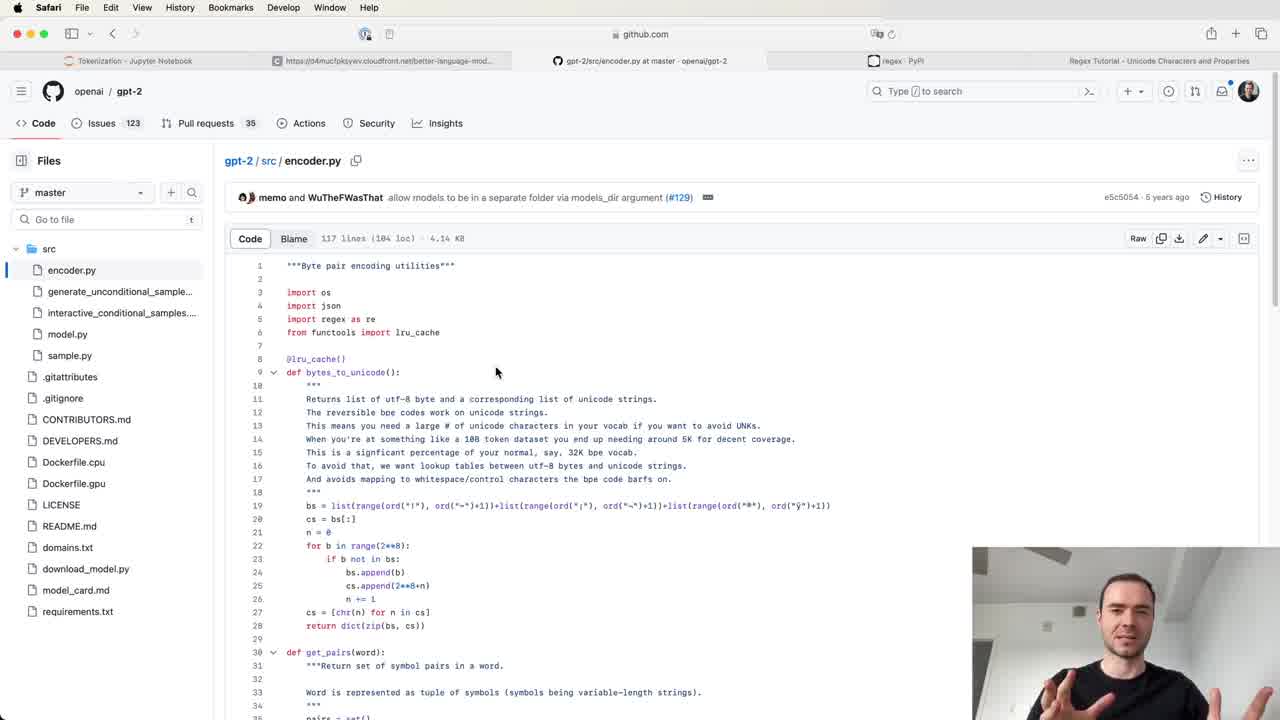 Safari File Edit View History Bookmarks Develop Window Help
github.com
Tokenization - Jupyter Notebook
https://d4mucfpksywv.cloudfront.net/better-language-mod...
gpt-2/src/encoder.py at master · openai/gpt-2
regex · PyPI
Regex Tutorial - Unicode Characters and Properties
openai / gpt-2
Type / to search
Code
Issues 123
Pull requests 35
Actions
Security
Insights
Files
gpt-2 / src / encoder.py
master
memo and WuTheFWasThat allow models to be in a separate folder via models_dir argument (#129)
e5c5054 · 5 years ago
History
Go to file
t
Code
Blame
117 lines (104 loc) · 4.14 KB
Raw
src
encoder.py
generate_unconditional_sample...
interactive_conditional_samples....
model.py
sample.py
.gitattributes
.gitignore
CONTRIBUTORS.md
DEVELOPERS.md
Dockerfile.cpu
Dockerfile.gpu
LICENSE
README.md
domains.txt
download_model.py
model_card.md
requirements.txt
1 """Byte pair encoding utilities"""
2
3 import os
4 import json
5 import regex as re
6 from functools import lru_cache
7
8 @lru_cache()
9 def bytes_to_unicode():
10 """
11 Returns list of utf-8 byte and a corresponding list of unicode strings.
12 The reversible bpe codes work on unicode strings.
13 This means you need a large # of unicode characters in your vocab if you want to avoid UNKs.
14 When you're at something like a 10B token dataset you end up needing around 5K for decent coverage.
15 This is a signficant percentage of your normal, say, 32K bpe vocab.
16 To avoid that, we want lookup tables between utf-8 bytes and unicode strings.
17 And avoids mapping to whitespace/control characters the bpe code barfs on.
18 """
19 bs = list(range(ord("!"), ord("~")+1))+list(range(ord("¡"), ord("¬")+1))+list(range(ord("®"), ord("ÿ")+1))
20 cs = bs[:]
21 n = 0
22 for b in range(2**8):
23 if b not in bs:
24 bs.append(b)
25 cs.append(2**8+n)
26 n += 1
27 cs = [chr(n) for n in cs]
28 return dict(zip(bs, cs))
29
30 def get_pairs(word):
31 """Return set of symbol pairs in a word.
32
33 Word is represented as tuple of symbols (symbols being variable-length strings).
34 """
35 pairs = set()